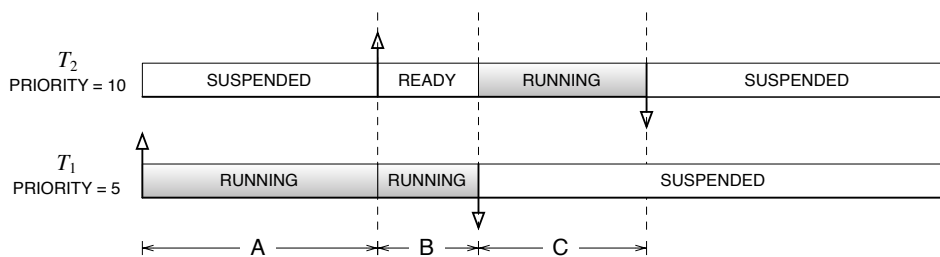 T2
PRIORITY = 10
SUSPENDED READY RUNNING SUSPENDED
T1
PRIORITY = 5
RUNNING RUNNING SUSPENDED
A B C